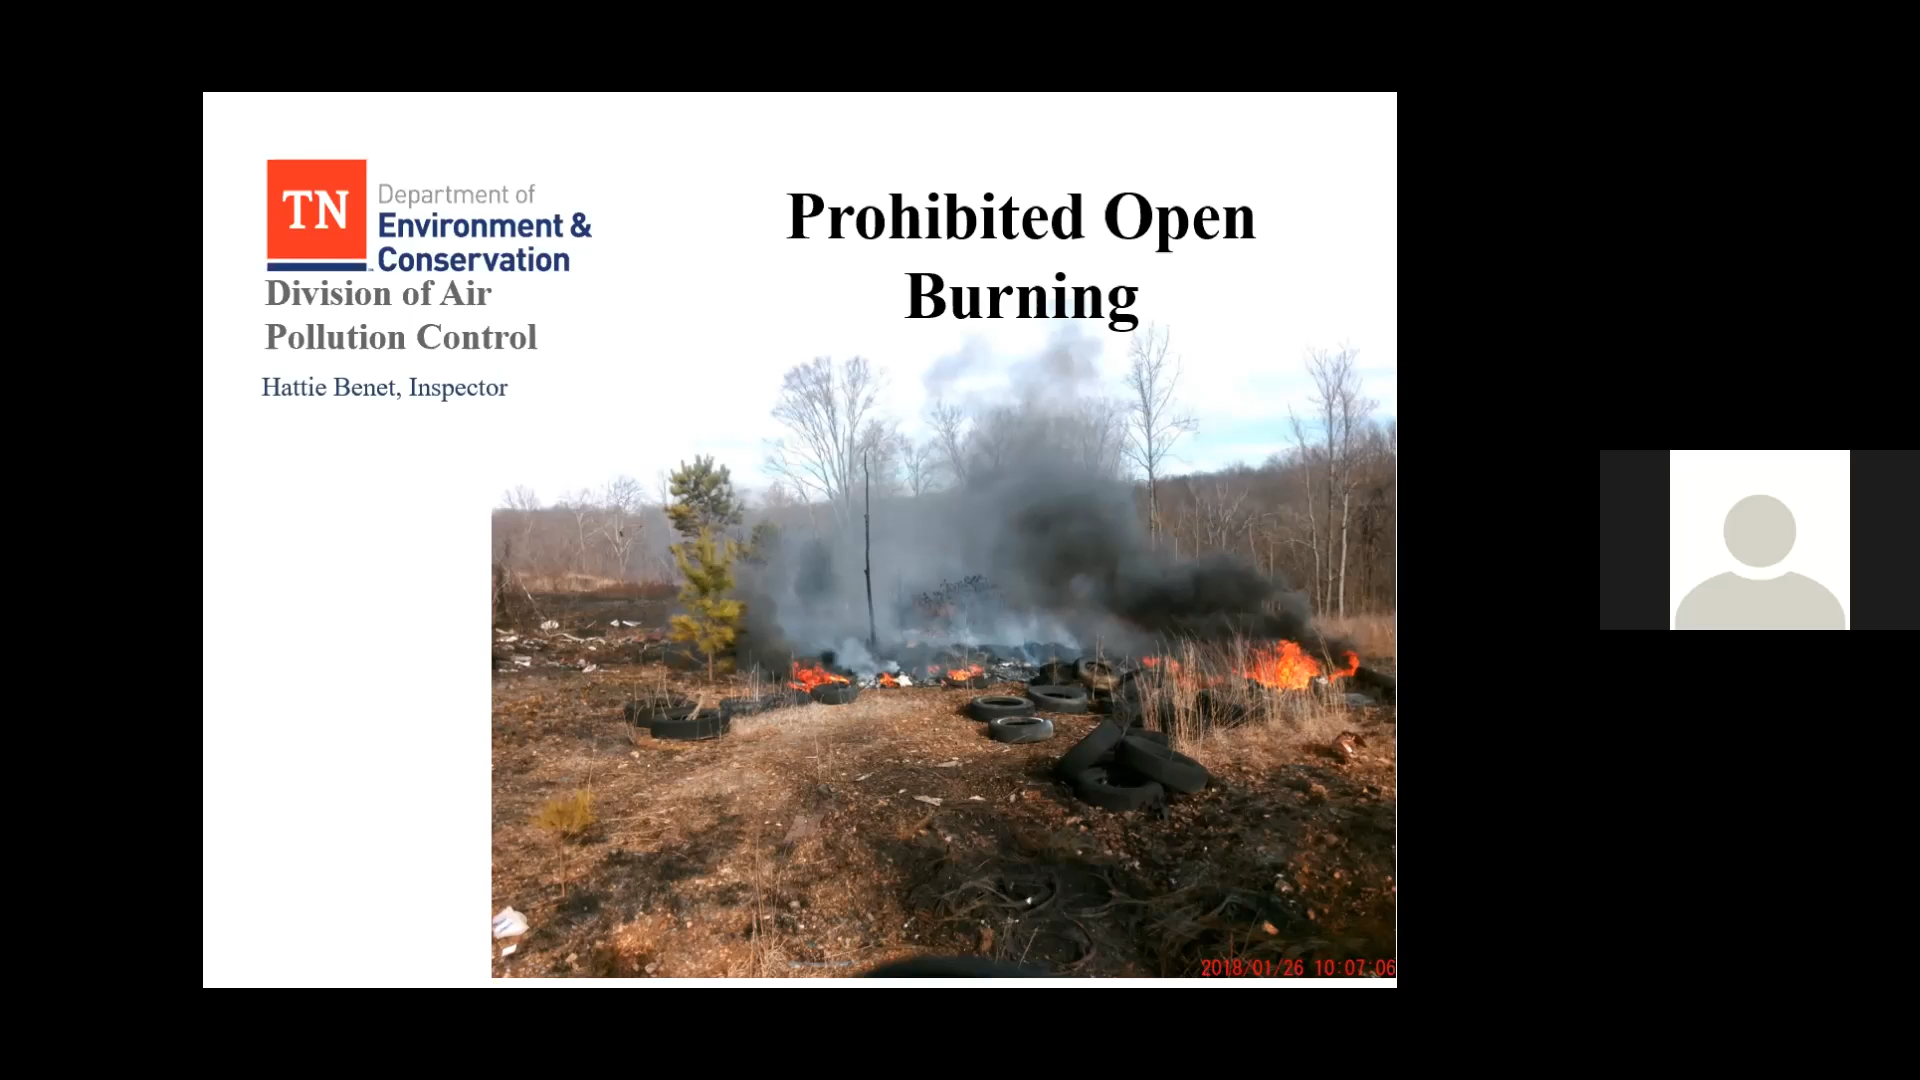 TN
Department of
Environment &
Conservation
Division of Air
Pollution Control
Hattie Benet, Inspector
Prohibited Open
Burning
2018/01/26 10:07:06